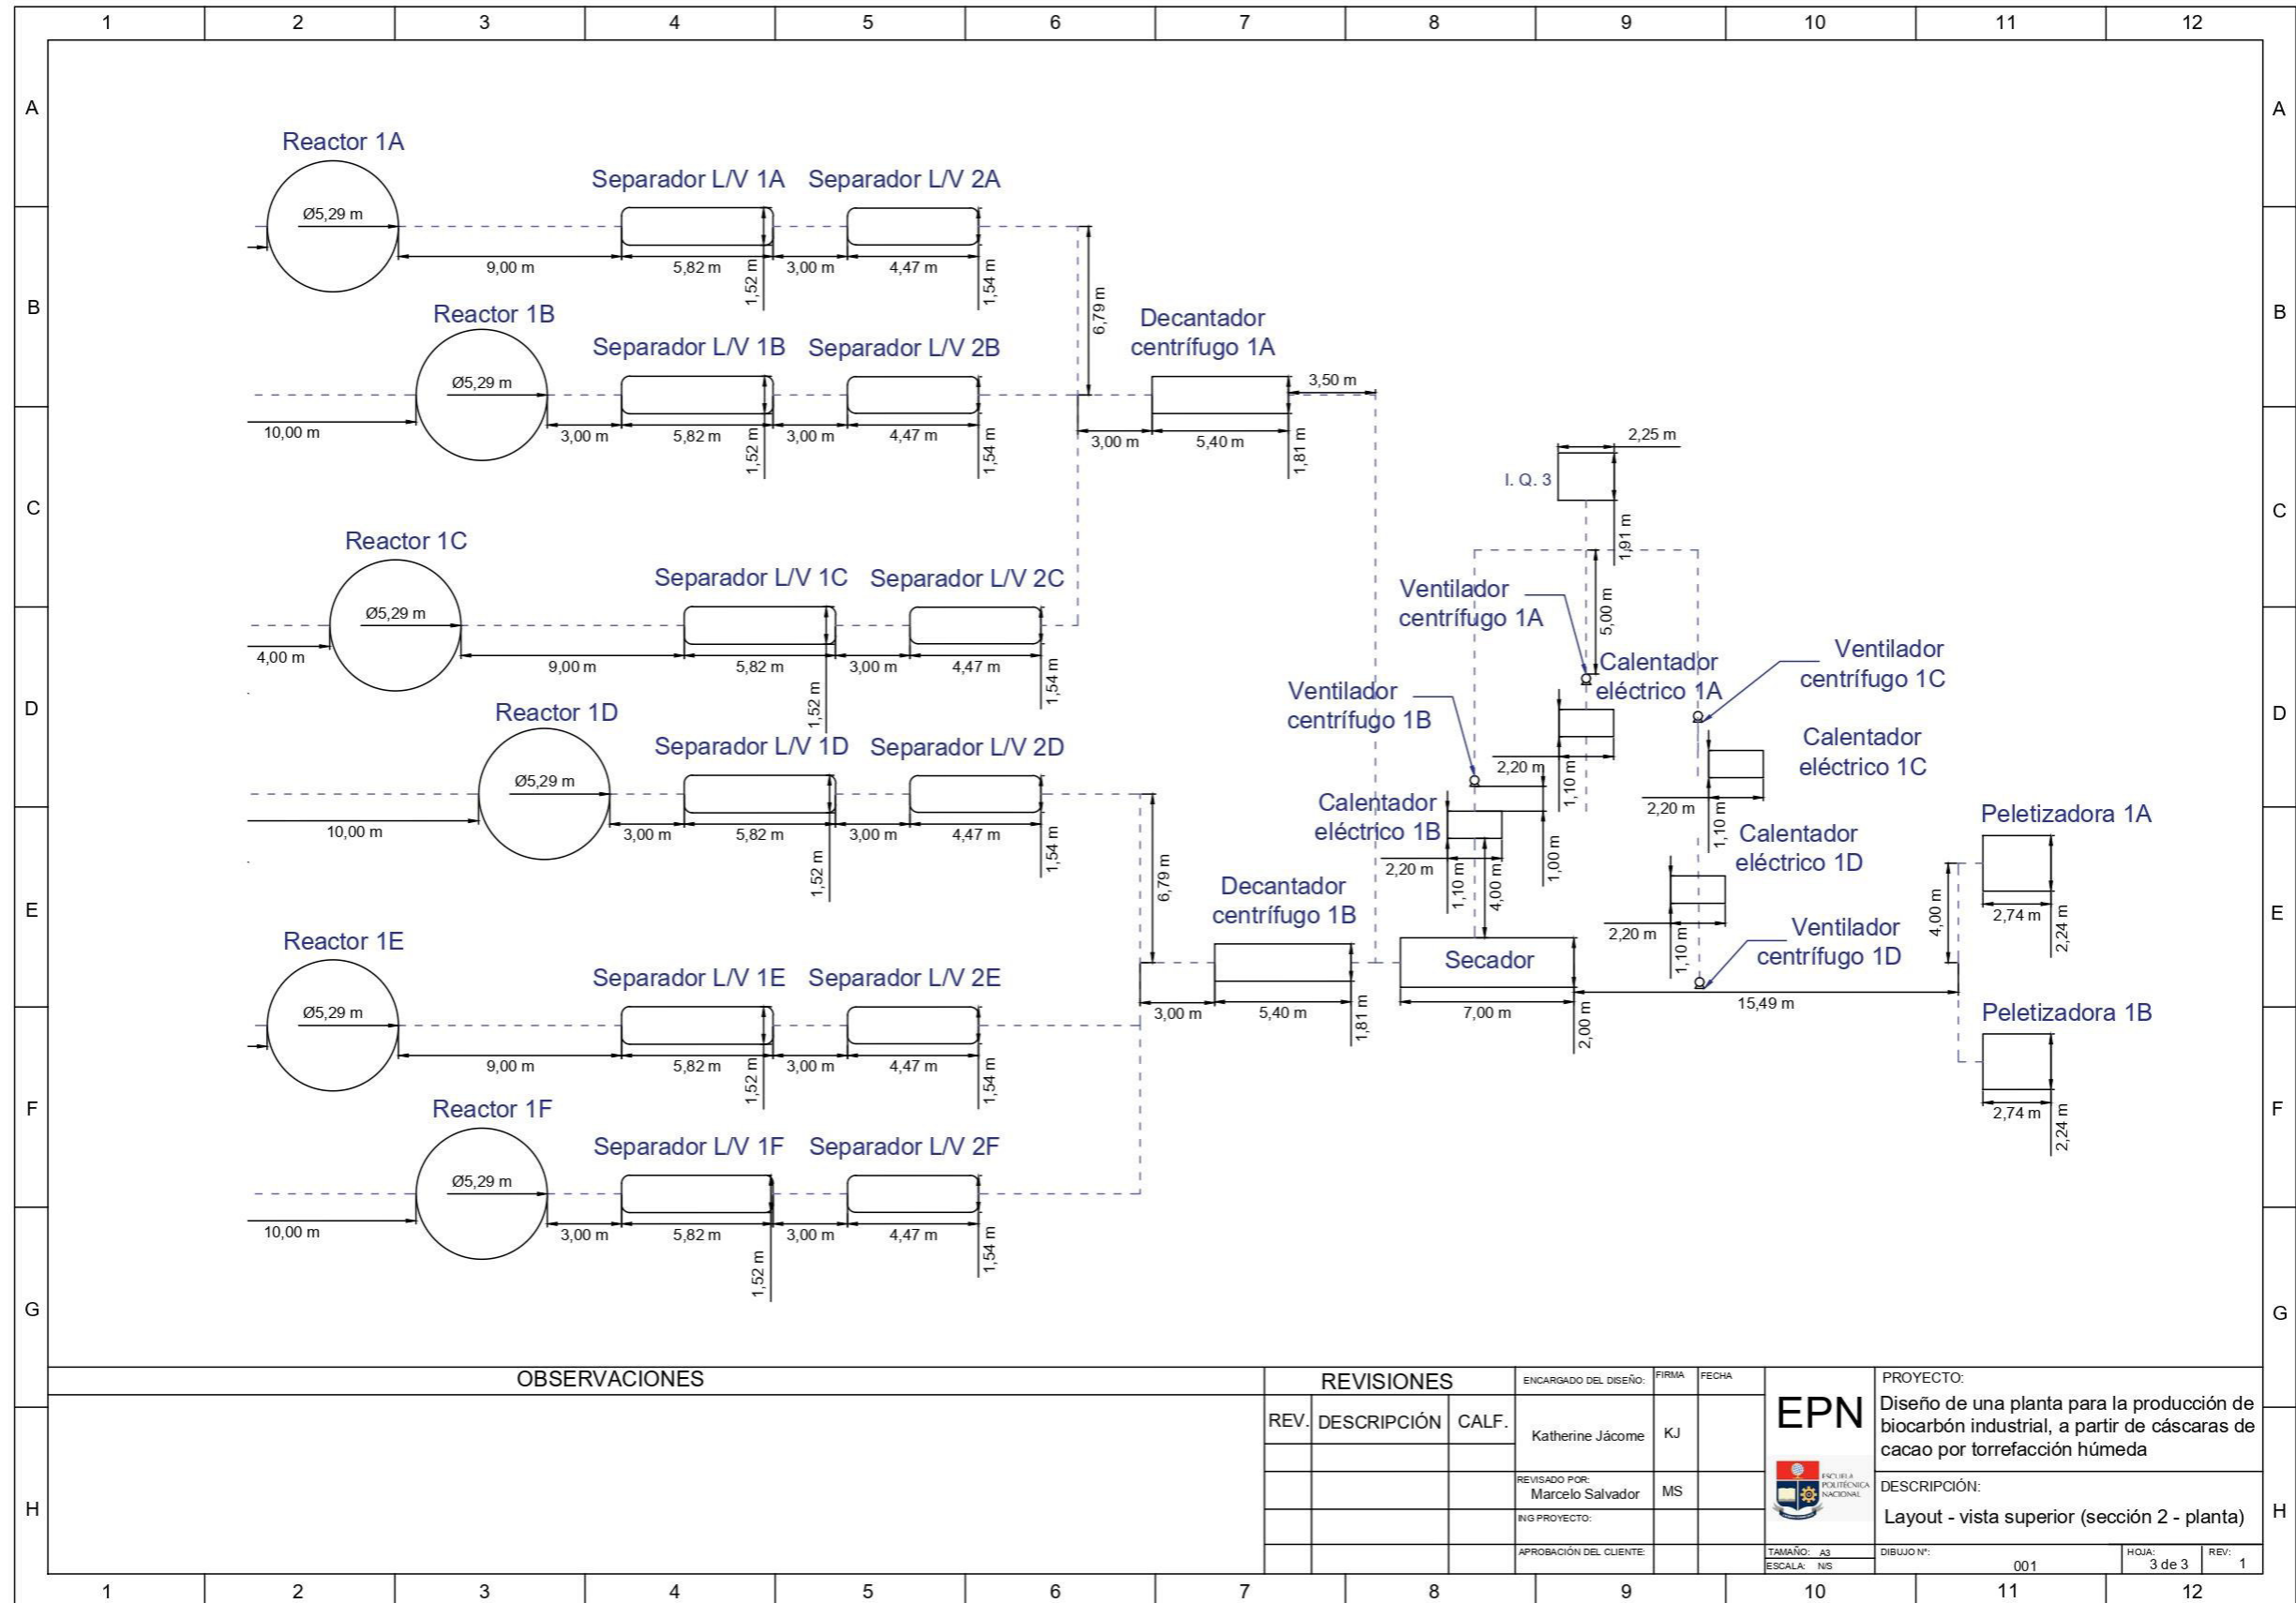 1 2 3 4 5 6 7 8 9 10 11 12
A A
Reactor 1A
Separador L/V 1A Separador L/V 2A
Ø5,29 m
9,00 m 5,82 m 1,52 m 3,00 m 4,47 m 1,54 m
6,79 m
B B
Reactor 1B
Separador L/V 1B Separador L/V 2B
Decantador
centrífugo 1A
Ø5,29 m
3,50 m
10,00 m 3,00 m 5,82 m 1,52 m 3,00 m 4,47 m 1,54 m 3,00 m 5,40 m 1,81 m
2,25 m
I. Q. 3
1,91 m
C C
Reactor 1C
Separador L/V 1C Separador L/V 2C
Ø5,29 m
4,00 m 9,00 m 5,82 m 1,52 m 3,00 m 4,47 m 1,54 m
Ventilador
centrífugo 1A
5,00 m
Calentador
eléctrico 1A
Ventilador
centrífugo 1C
Ventilador
centrífugo 1B
2,20 m 1,10 m
Calentador
eléctrico 1C
2,20 m 1,10 m
D D
Reactor 1D
Separador L/V 1D Separador L/V 2D
Ø5,29 m
10,00 m 3,00 m 5,82 m 1,52 m 3,00 m 4,47 m 1,54 m
6,79 m
Calentador
eléctrico 1B
2,20 m 1,10 m 4,00 m 1,00 m
Calentador
eléctrico 1D
2,20 m 1,10 m
Peletizadora 1A
4,00 m 2,74 m 2,24 m
E E
Reactor 1E
Separador L/V 1E Separador L/V 2E
Decantador
centrífugo 1B
Secador
Ventilador
centrífugo 1D
Ø5,29 m
3,00 m 5,40 m 1,81 m 7,00 m 2,00 m 15,49 m
9,00 m 5,82 m 1,52 m 3,00 m 4,47 m 1,54 m
Peletizadora 1B
2,74 m 2,24 m
F F
Reactor 1F
Separador L/V 1F Separador L/V 2F
Ø5,29 m
10,00 m 3,00 m 5,82 m 1,52 m 3,00 m 4,47 m 1,54 m
G G
OBSERVACIONES
REVISIONES
REV. DESCRIPCIÓN CALF.
ENCARGADO DEL DISEÑO: FIRMA FECHA
Katherine Jácome KJ
REVISADO POR:
Marcelo Salvador MS
ING PROYECTO:
APROBACIÓN DEL CLIENTE:
EPN
ESCUELA
POLITÉCNICA
NACIONAL
TAMAÑO: A3
ESCALA: N/S
PROYECTO:
Diseño de una planta para la producción de
biocarbón industrial, a partir de cáscaras de
cacao por torrefacción húmeda
DESCRIPCIÓN:
Layout - vista superior (sección 2 - planta)
DIBUJO N°:
001
HOJA:
3 de 3
REV:
1
H H
1 2 3 4 5 6 7 8 9 10 11 12